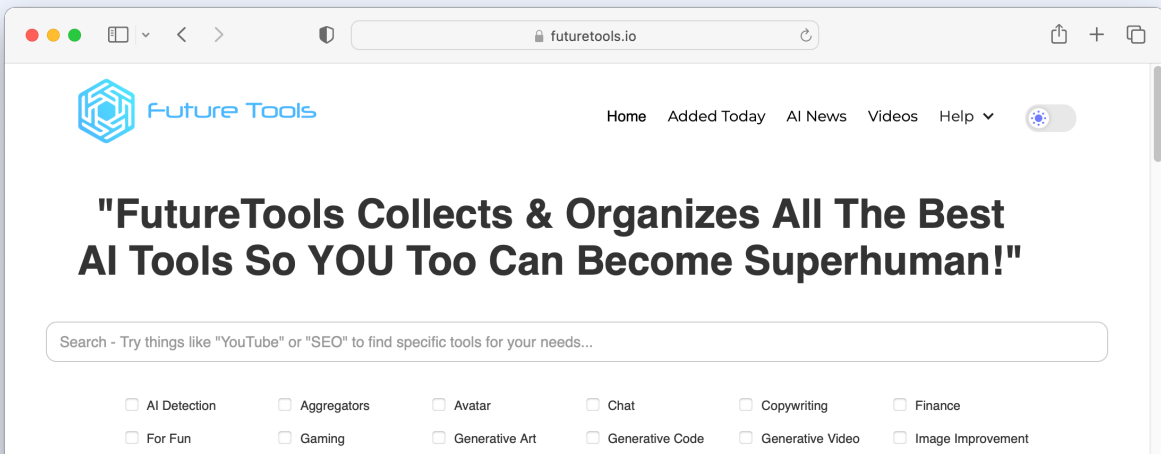 futuretools.io
Future Tools
Home Added Today AI News Videos Help
"FutureTools Collects & Organizes All The Best
AI Tools So YOU Too Can Become Superhuman!"
Search - Try things like "YouTube" or "SEO" to find specific tools for your needs...
AI Detection Aggregators Avatar Chat Copywriting Finance
For Fun Gaming Generative Art Generative Code Generative Video Image Improvement